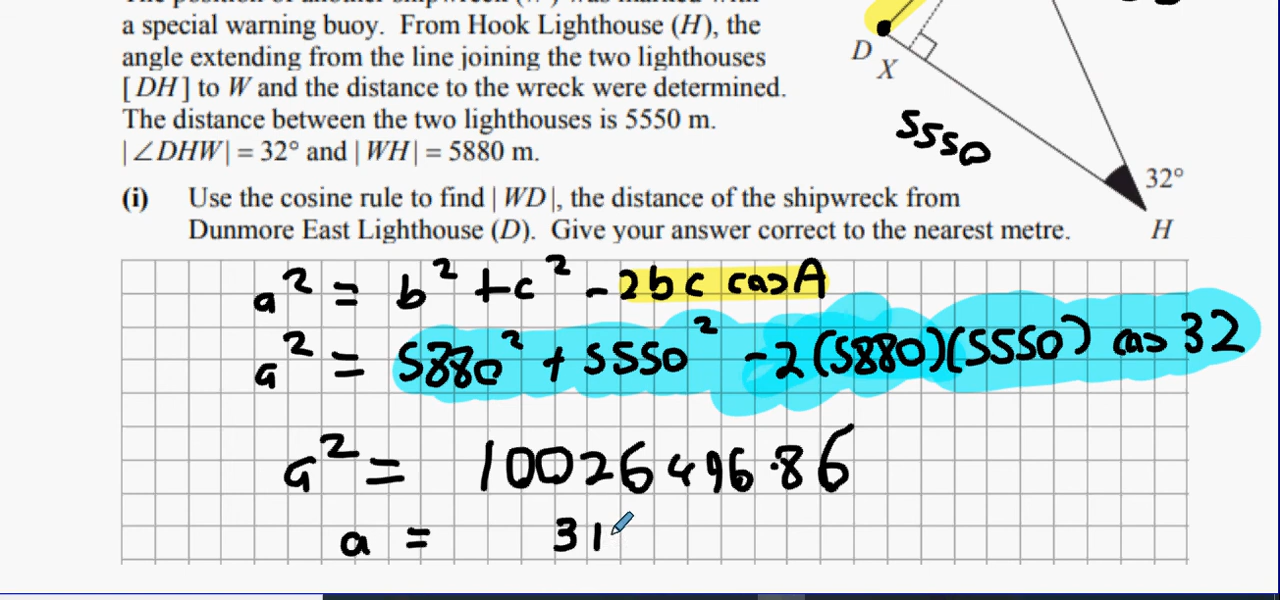 a special warning buoy. From Hook Lighthouse (H), the
angle extending from the line joining the two lighthouses
[DH] to W and the distance to the wreck were determined.
The distance between the two lighthouses is 5550 m.
|∠DHW| = 32° and |WH| = 5880 m.
(i) Use the cosine rule to find |WD|, the distance of the shipwreck from
Dunmore East Lighthouse (D). Give your answer correct to the nearest metre.
D
X
5550
32°
H
a² = b² + c² - 2bc cos A
a² = 5880² + 5550² - 2(5880)(5550) cos 32
a² = 10026496.86
a = 31